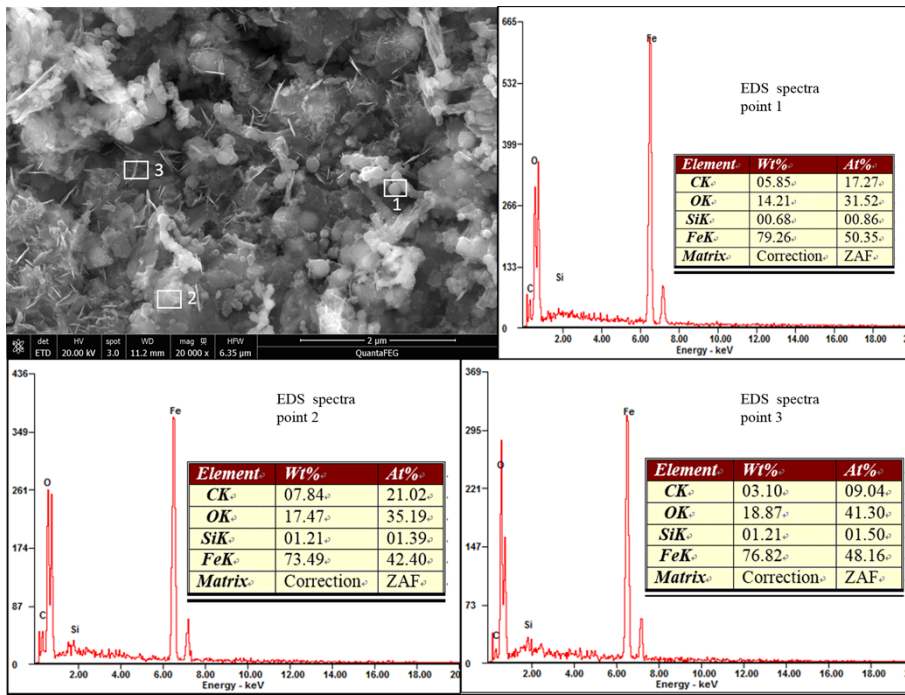 3
1
2
det HV spot WD mag HFW
ETD 20.00 kV 3.0 11.2 mm 20 000 x 6.35 µm
2 µm
QuantaFEG
665
532
399
266
133
0
Fe
O
C
Si
2.00 4.00 6.00 8.00 10.00 12.00 14.00 16.00 18.00 2
Energy - keV
EDS spectra
point 1
Element Wt% At%
CK 05.85 17.27
OK 14.21 31.52
SiK 00.68 00.86
FeK 79.26 50.35
Matrix Correction ZAF
436
349
261
174
87
0
Fe
O
C
Si
2.00 4.00 6.00 8.00 10.00 12.00 14.00 16.00 18.00 20
Energy - keV
EDS spectra
point 2
Element Wt% At%
CK 07.84 21.02
OK 17.47 35.19
SiK 01.21 01.39
FeK 73.49 42.40
Matrix Correction ZAF
369
295
221
147
73
0
Fe
O
C
Si
2.00 4.00 6.00 8.00 10.00 12.00 14.00 16.00 18.00 2
Energy - keV
EDS spectra
point 3
Element Wt% At%
CK 03.10 09.04
OK 18.87 41.30
SiK 01.21 01.50
FeK 76.82 48.16
Matrix Correction ZAF